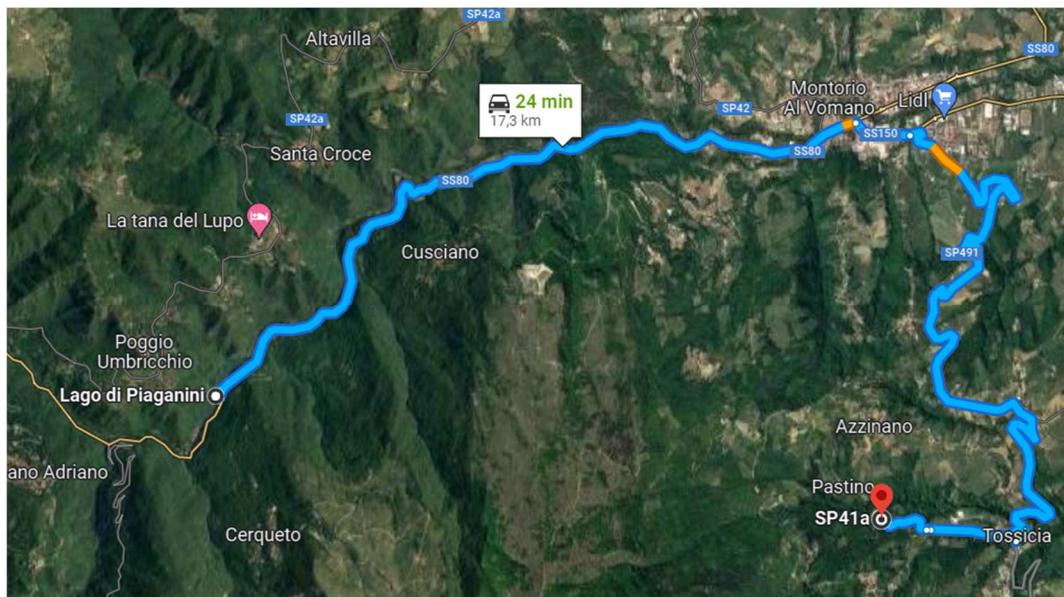 SP42a
SS80
Altavilla
24 min
17,3 km
Montorio
Al Vomano
Lidl
SP42
SP42a
SS150
SS80
Santa Croce
SS80
La tana del Lupo
Cusciano
SP491
Poggio
Umbricchio
Lago di Piaganini
Azzinano
ano Adriano
Pastino
SP41a
Cerqueto
Tossicia